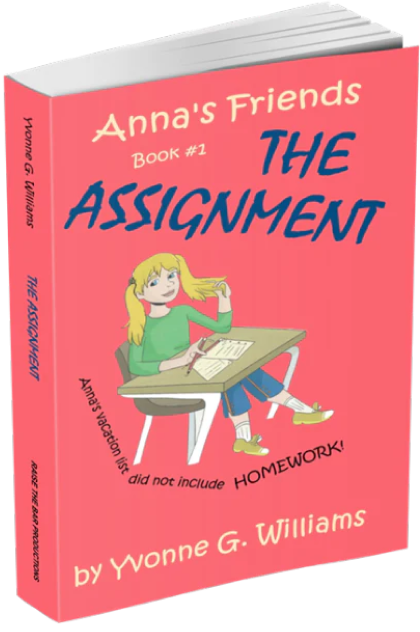 Anna's Friends
Book #1
THE
ASSIGNMENT
Anna's vacation list
did not include HOMEWORK!
by Yvonne G. Williams
Yvonne G. Williams
THE ASSIGNMENT
RAISE THE BAR PRODUCTIONS